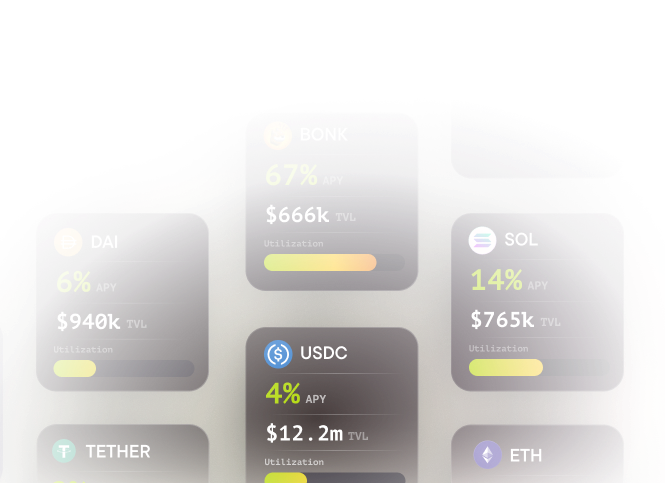 BONK
67% APY
$666k TVL
Utilization
DAI
6% APY
$940k TVL
Utilization
SOL
14% APY
$765k TVL
Utilization
USDC
4% APY
$12.2m TVL
Utilization
TETHER
ETH